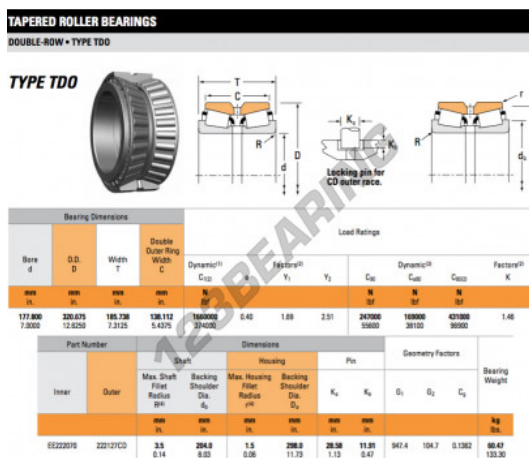 TAPERED ROLLER BEARINGS
DOUBLE-ROW • TYPE TDO
TYPE TDO
T
C
R
d
D
Locking pin for
CD outer race.
r
R
Bearing Dimensions
Load Ratings
Bore
d
O.D.
D
Width
T
Double
Outer Ring
Width
C
Dynamic(1)
C1(2)
e
Factors(2)
Y1
Y2
C90
Dynamic(3)
Ca90
C90(2)
Factors(2)
K
mm mm mm mm N N N N
in. in. in. in. lbf lbf lbf lbf
177.800 320.675 185.738 138.112 1660000 0.40 1.69 2.51 247000 169000 431000 1.46
7.0000 12.6250 7.3125 5.4375 374000 55600 38100 96900
Part Number
Dimensions
Shaft
Housing
Pin
Geometry Factors
Bearing
Weight
Inner
Outer
Max. Shaft
Fillet
Radius
R(4)
Backing
Shoulder
Dia.
db
Max. Housing
Fillet
Radius
r(4)
Backing
Shoulder
Dia.
Da
G1
G2
Cg
mm mm mm mm mm mm kg
in. in. in. in. in. in. lbs.
EE222070 222127CD 3.5 204.0 1.5 298.0 28.58 11.91 947.4 104.7 0.1362 60.47
0.14 8.03 0.06 11.73 1.13 0.47 133.30
123BEARING